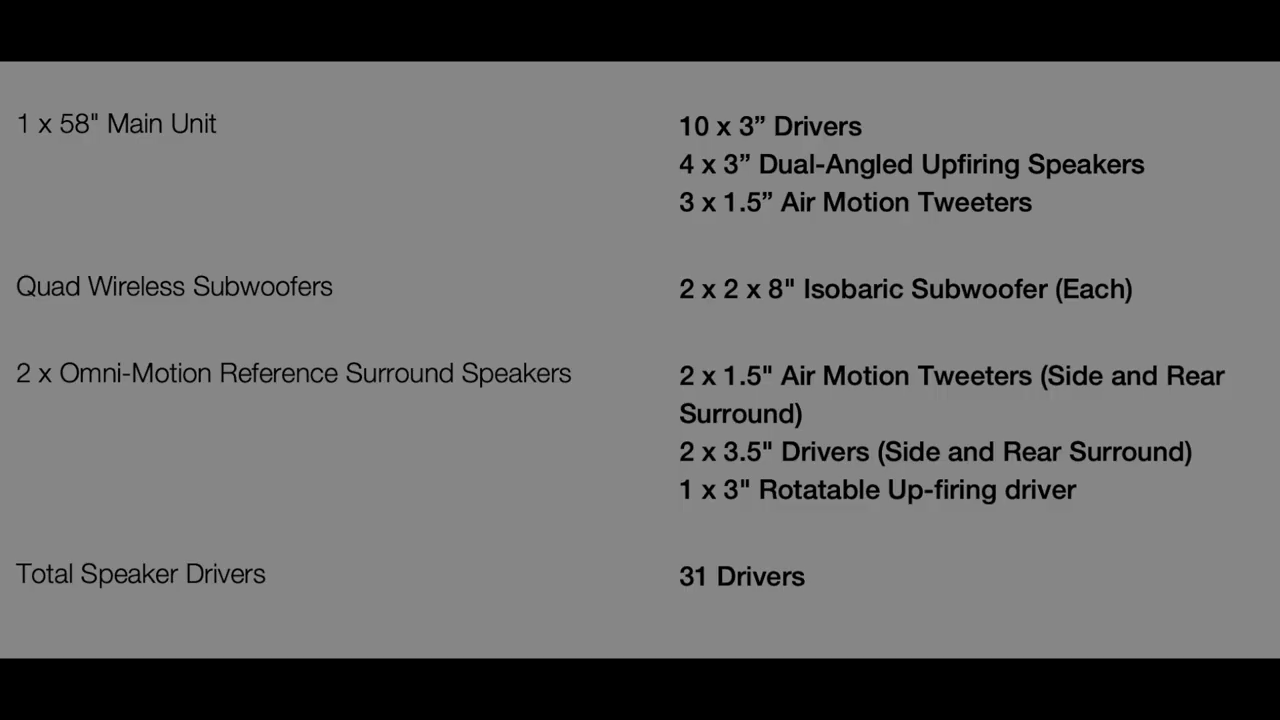 1 x 58" Main Unit
10 x 3” Drivers
4 x 3” Dual-Angled Upfiring Speakers
3 x 1.5” Air Motion Tweeters
Quad Wireless Subwoofers
2 x 2 x 8" Isobaric Subwoofer (Each)
2 x Omni-Motion Reference Surround Speakers
2 x 1.5" Air Motion Tweeters (Side and Rear
Surround)
2 x 3.5" Drivers (Side and Rear Surround)
1 x 3" Rotatable Up-firing driver
Total Speaker Drivers
31 Drivers